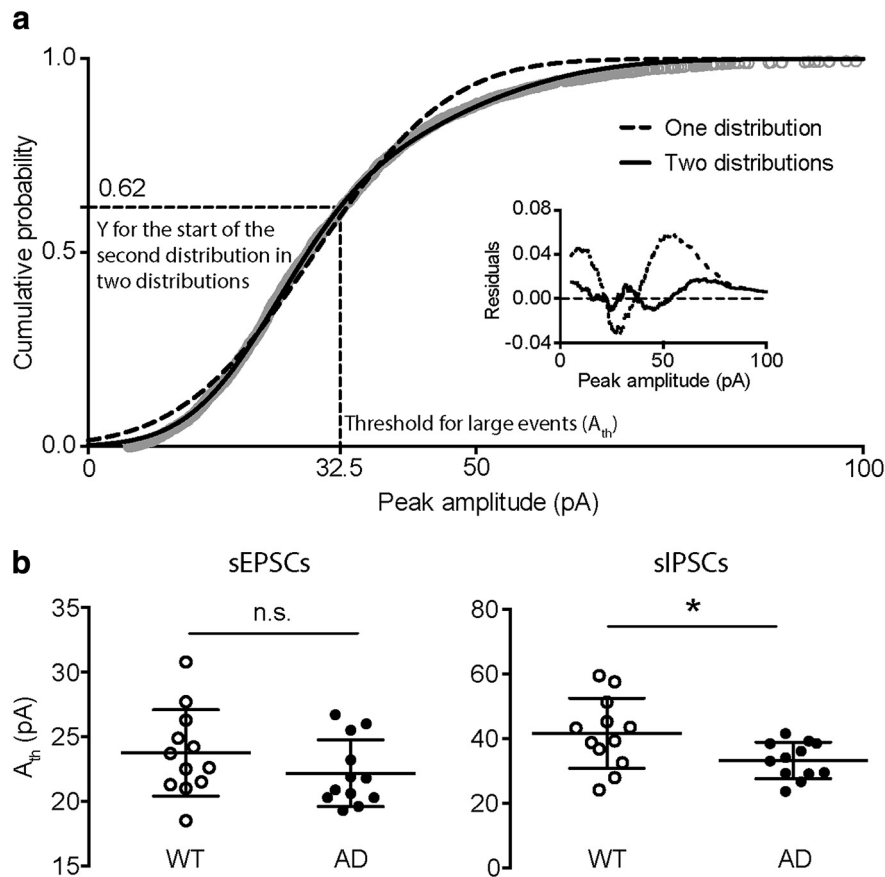 a
1.0
0.5
0.0
Cumulative probability
0.62
Y for the start of the
second distribution in
two distributions
One distribution
Two distributions
0.08
0.04
0.00
-0.04
Residuals
0 50 100
Peak amplitude (pA)
Threshold for large events (Ath)
0 32.5 50 100
Peak amplitude (pA)
b
sEPSCs
35
30
25
20
15
Ath (pA)
n.s.
WT AD
sIPSCs
80
60
40
20
0
*
WT AD